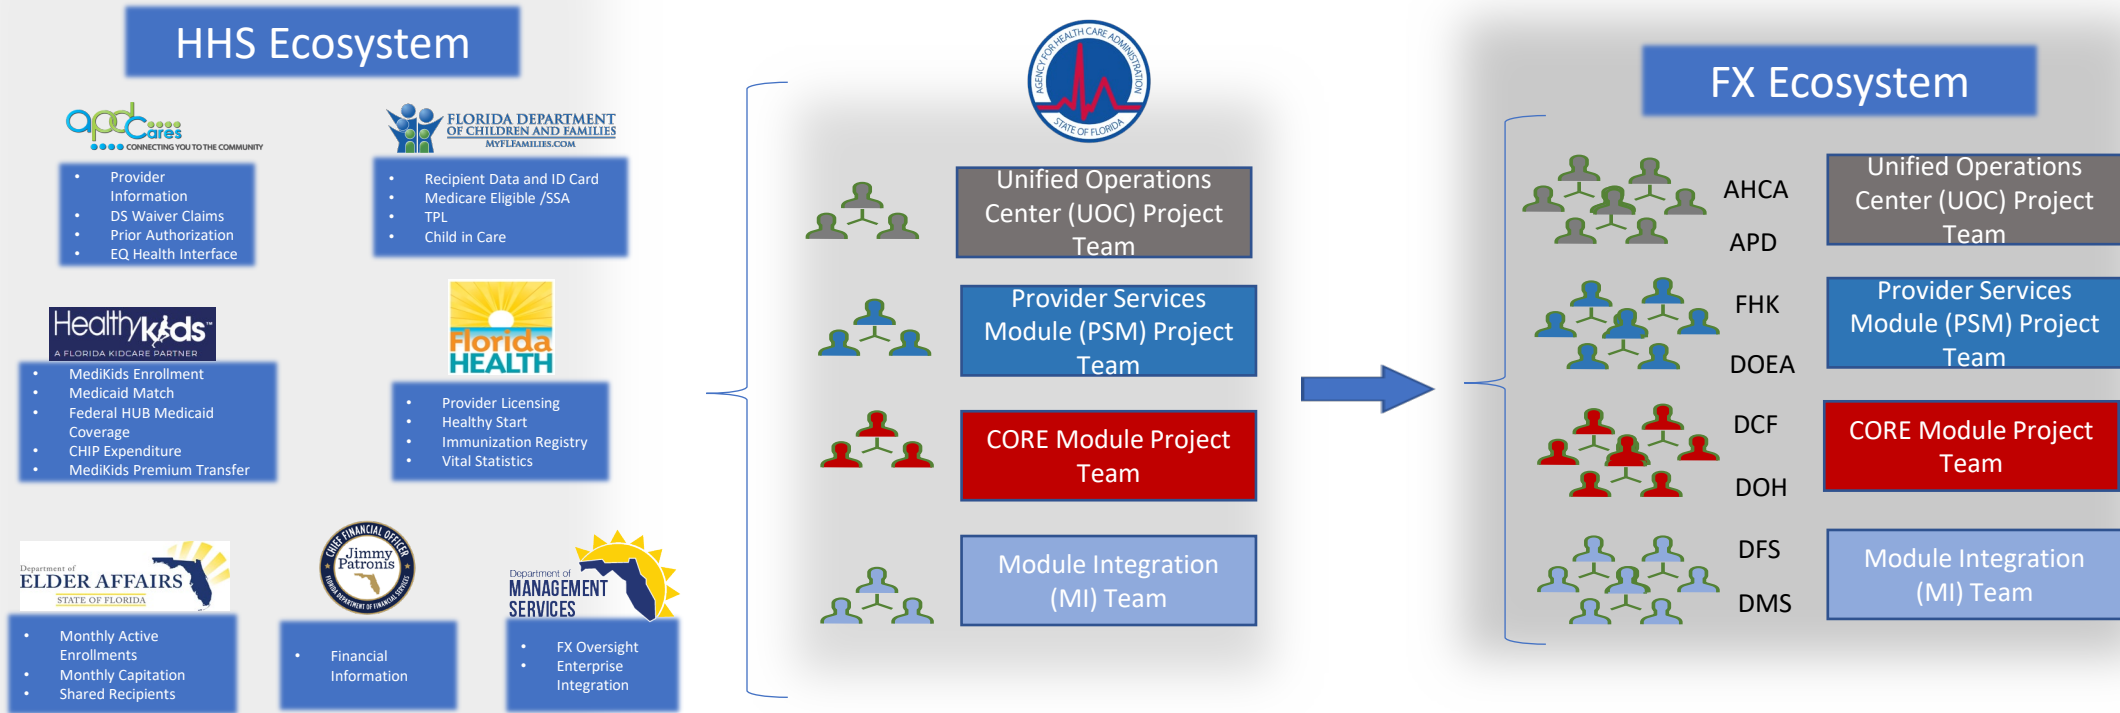 HHS Ecosystem
apd Cares
CONNECTING YOU TO THE COMMUNITY
• Provider
Information
• DS Waiver Claims
• Prior Authorization
• EQ Health Interface
FLORIDA DEPARTMENT
OF CHILDREN AND FAMILIES
MYFLFAMILIES.COM
• Recipient Data and ID Card
• Medicare Eligible /SSA
• TPL
• Child in Care
Healthykids™
A FLORIDA KIDCARE PARTNER
• MediKids Enrollment
• Medicaid Match
• Federal HUB Medicaid
Coverage
• CHIP Expenditure
• MediKids Premium Transfer
Florida
HEALTH
• Provider Licensing
• Healthy Start
• Immunization Registry
• Vital Statistics
Department of
ELDER AFFAIRS
STATE OF FLORIDA
• Monthly Active
Enrollments
• Monthly Capitation
• Shared Recipients
CHIEF FINANCIAL OFFICER
Jimmy
Patronis
FLORIDA DEPARTMENT OF FINANCIAL SERVICES
• Financial
Information
Department of
MANAGEMENT
SERVICES
• FX Oversight
• Enterprise
Integration
AGENCY FOR HEALTH CARE ADMINISTRATION
STATE OF FLORIDA
Unified Operations
Center (UOC) Project
Team
Provider Services
Module (PSM) Project
Team
CORE Module Project
Team
Module Integration
(MI) Team
FX Ecosystem
AHCA
APD
Unified Operations
Center (UOC) Project
Team
FHK
DOEA
Provider Services
Module (PSM) Project
Team
DCF
DOH
CORE Module Project
Team
DFS
DMS
Module Integration
(MI) Team